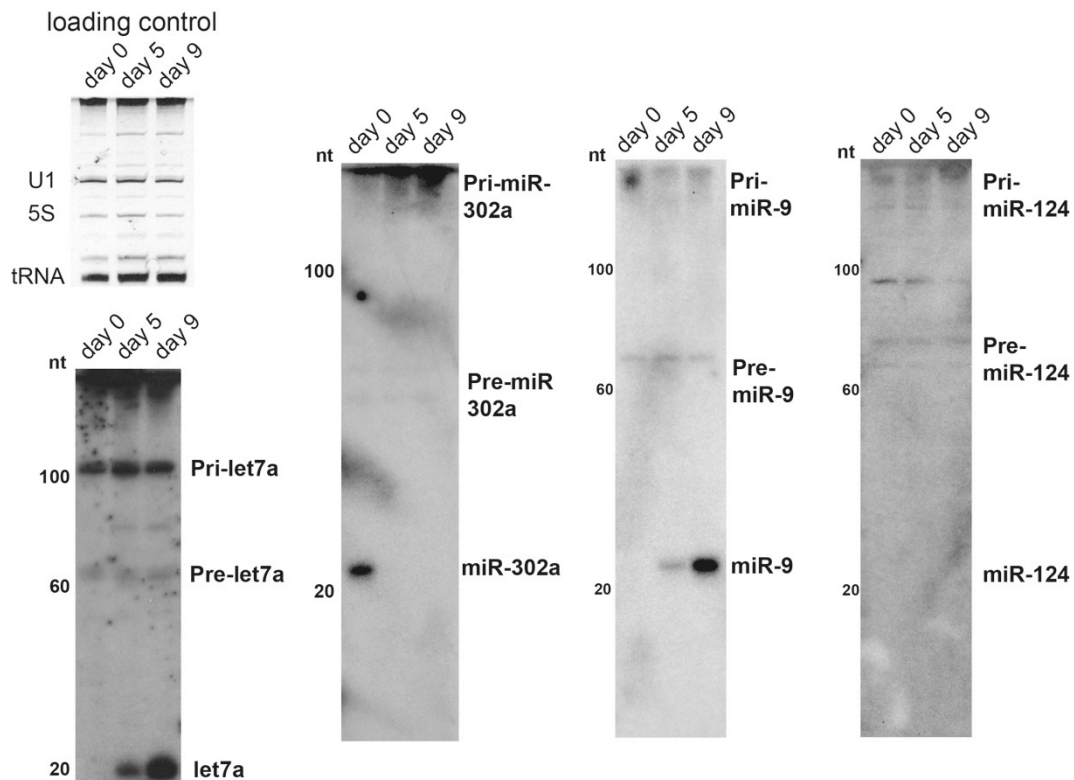 loading control
day 0
day 5
day 9
U1
5S
tRNA
day 0
day 5
day 9
nt
100
Pri-let7a
Pre-let7a
60
20
let7a
day 0
day 5
day 9
nt
Pri-miR-
302a
100
Pre-miR
302a
miR-302a
20
day 0
day 5
day 9
nt
Pri-
miR-9
100
Pre-
miR-9
60
miR-9
20
day 0
day 5
day 9
nt
Pri-
miR-124
100
Pre-
miR-124
60
miR-124
20